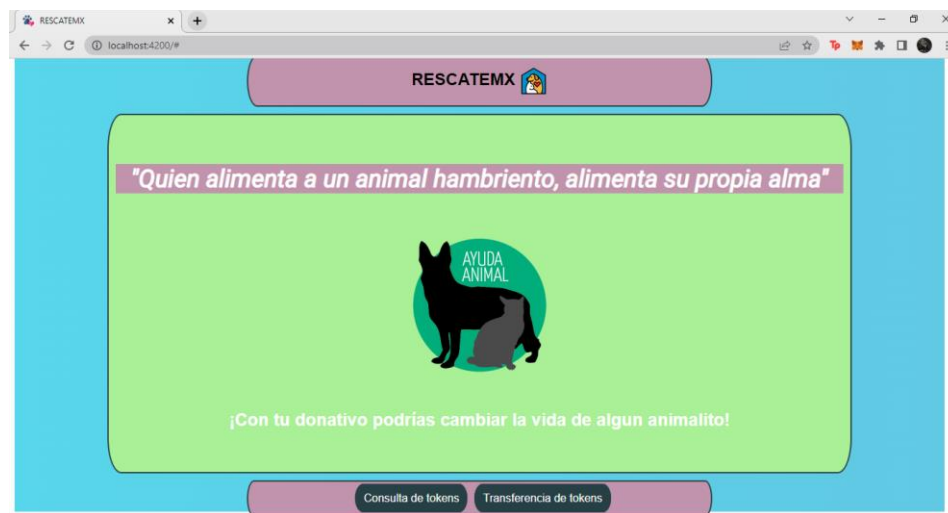 RESCATEMX
localhost:4200/#
Tp
RESCATEMX
"Quien alimenta a un animal hambriento, alimenta su propia alma"
AYUDA
ANIMAL
¡Con tu donativo podrías cambiar la vida de algun animalito!
Consulta de tokens
Transferencia de tokens